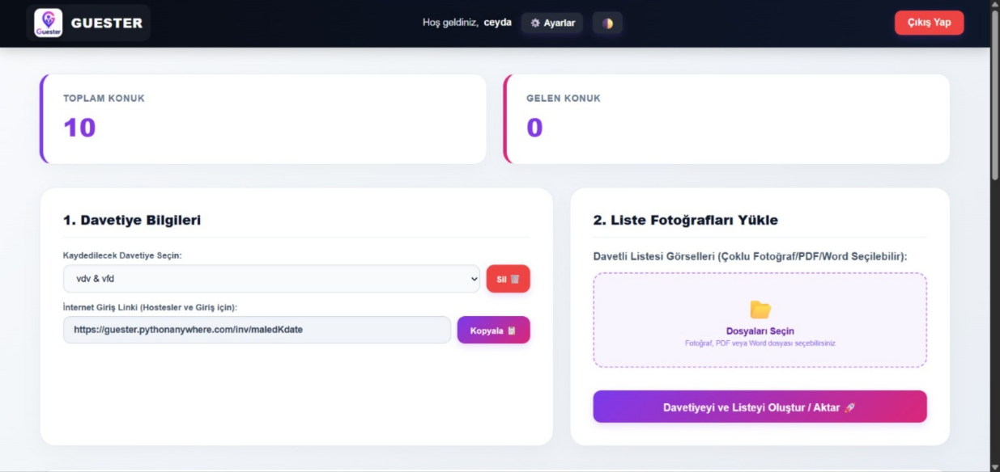 Guester
GUESTER
Hoş geldiniz, ceyda
Ayarlar
Çıkış Yap
TOPLAM KONUK
10
GELEN KONUK
0
1. Davetiye Bilgileri
Kaydedilecek Davetiye Seçin:
vdv & vfd
Sil
İnternet Giriş Linki (Hostesler ve Giriş için):
https://guester.pythonanywhere.com/inv/maledKdate
Kopyala
2. Liste Fotoğrafları Yükle
Davetli Listesi Görselleri (Çoklu Fotoğraf/PDF/Word Seçilebilir):
Dosyaları Seçin
Fotoğraf, PDF veya Word dosyası seçebilirsiniz
Davetiyeyi ve Listeyi Oluştur / Aktar